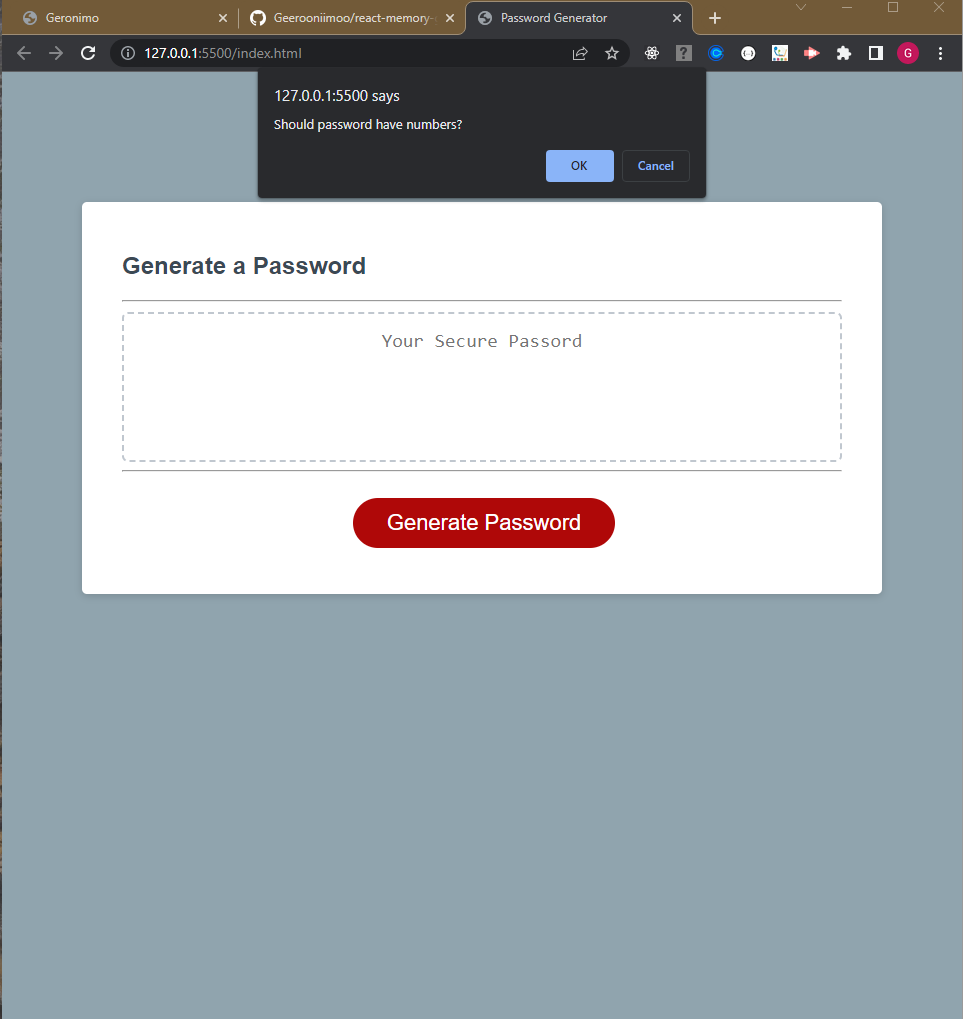 Geronimo
Geerooniimoo/react-memory-
Password Generator
127.0.0.1:5500/index.html
G
127.0.0.1:5500 says
Should password have numbers?
OK
Cancel
Generate a Password
Your Secure Passord
Generate Password